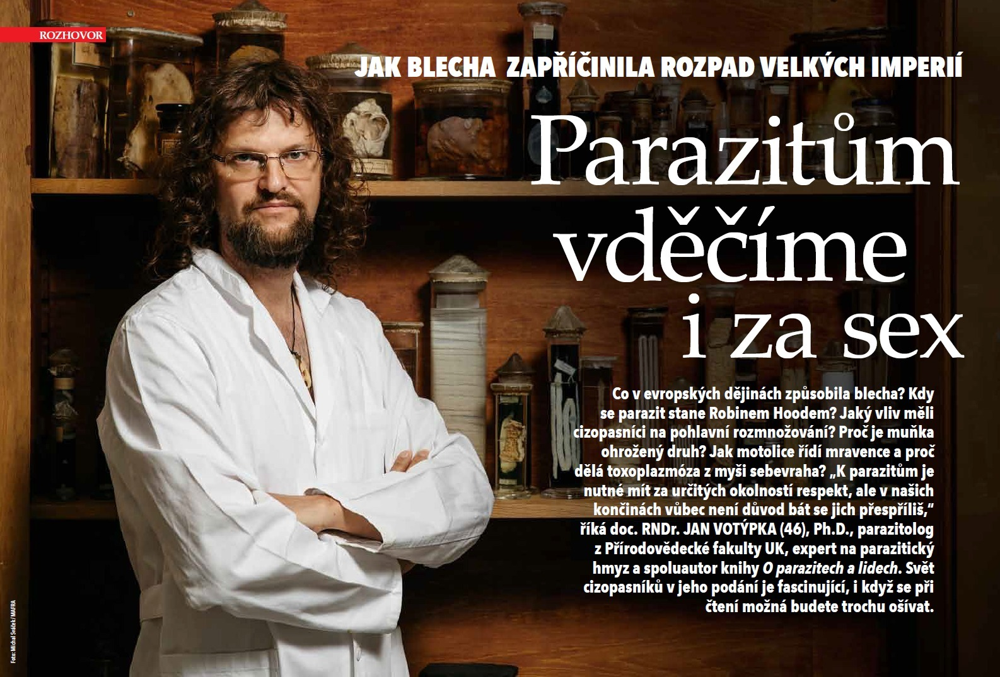 ROZHOVOR
JAK BLECHA ZAPŘÍČINILA ROZPAD VELKÝCH IMPERIÍ
Parazitům
vděčíme
i za sex
Co v evropských dějinách způsobila blecha? Kdy
se parazit stane Robinem Hoodem? Jaký vliv měli
cizopasníci na pohlavní rozmnožování? Proč je muňka
ohrožený druh? Jak motolice řídí mravence a proč
dělá toxoplazmóza z myši sebevraha? „K parazitům je
nutné mít za určitých okolností respekt, ale v našich
končinách vůbec není důvod bát se jich přespříliš,“
říká doc. RNDr. JAN VOTÝPKA (46), Ph.D., parazitolog
z Přírodovědecké fakulty UK, expert na parazitický
hmyz a spoluautor knihy O parazitech a lidech. Svět
cizopasníků v jeho podání je fascinující, i když se při
čtení možná budete trochu ošívat.
Foto: Michal Sváček/MAFRA